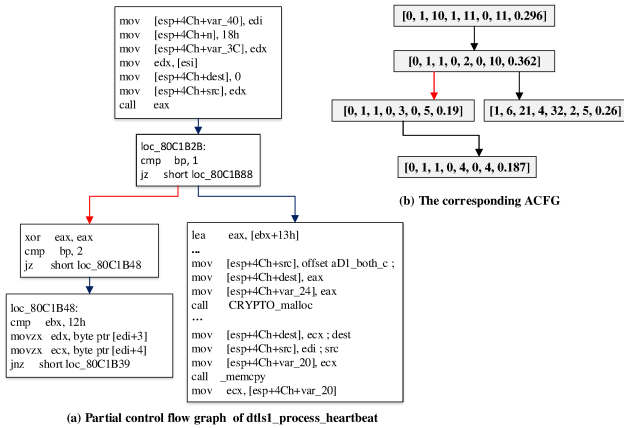 mov [esp+4Ch+var_40], edi
mov [esp+4Ch+n], 18h
mov [esp+4Ch+var_3C], edx
mov edx, [esi]
mov [esp+4Ch+dest], 0
mov [esp+4Ch+src], edx
call eax
loc_80C1B2B:
cmp bp, 1
jz short loc_80C1B88
xor eax, eax
cmp bp, 2
jz short loc_80C1B48
loc_80C1B48:
cmp ebx, 12h
movzx edx, byte ptr [edi+3]
movzx ecx, byte ptr [edi+4]
jnz short loc_80C1B39
lea eax, [ebx+13h]
...
mov [esp+4Ch+src], offset aD1_both_c ;
mov [esp+4Ch+dest], eax
mov [esp+4Ch+var_24], eax
call CRYPTO_malloc
...
mov [esp+4Ch+dest], ecx ; dest
mov [esp+4Ch+src], edi ; src
mov [esp+4Ch+var_20], ecx
call _memcpy
mov ecx, [esp+4Ch+var_20]
(a) Partial control flow graph of dtls1_process_heartbeat
[0, 1, 10, 1, 11, 0, 11, 0.296]
[0, 1, 1, 0, 2, 0, 10, 0.362]
[0, 1, 1, 0, 3, 0, 5, 0.19]
[1, 6, 21, 4, 32, 2, 5, 0.26]
[0, 1, 1, 0, 4, 0, 4, 0.187]
(b) The corresponding ACFG